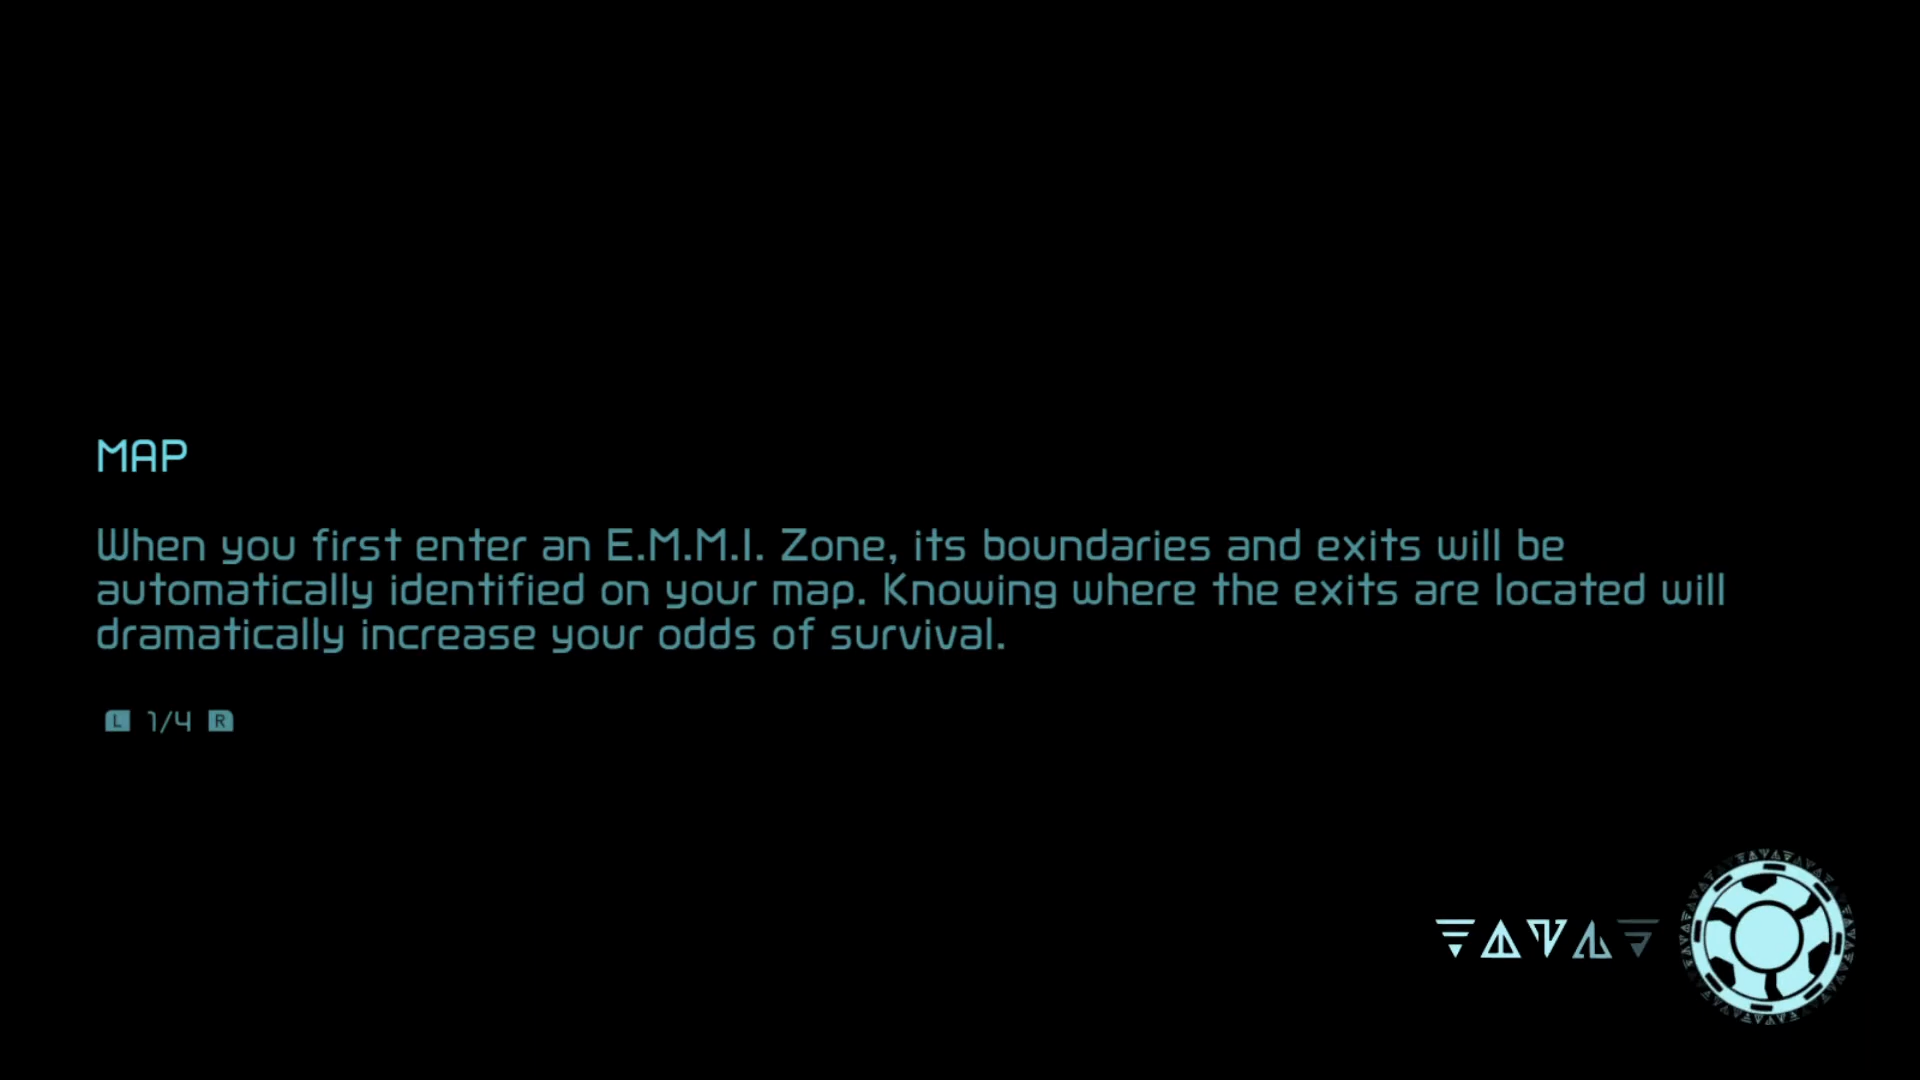 MAP
When you first enter an E.M.M.I. Zone, its boundaries and exits will be
automatically identified on your map. Knowing where the exits are located will
dramatically increase your odds of survival.
L 1/4 R